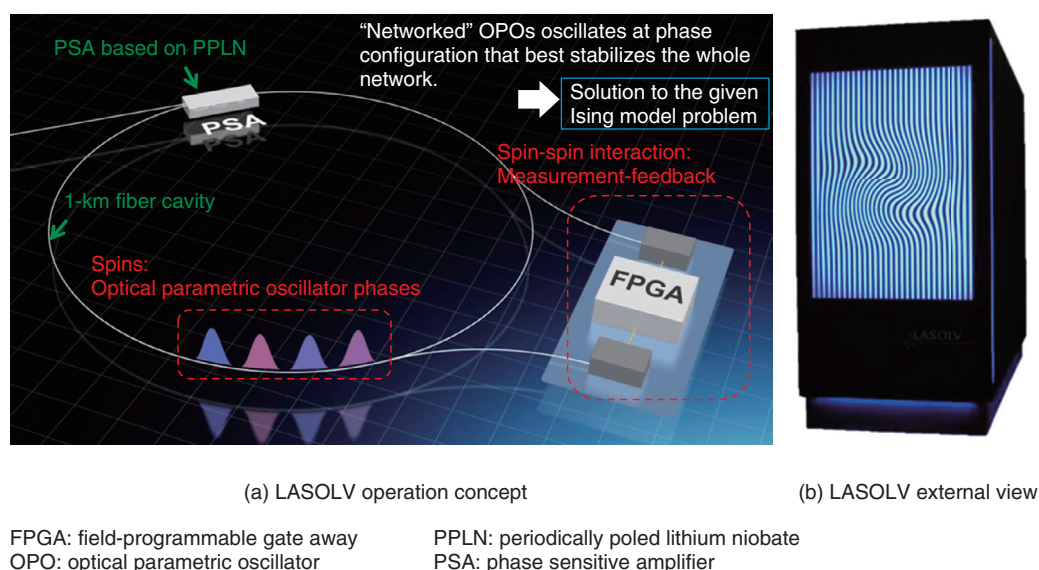 PSA based on PPLN
"Networked" OPOs oscillates at phase
configuration that best stabilizes the whole
network.
Solution to the given
Ising model problem
PSA
Spin-spin interaction:
Measurement-feedback
1-km fiber cavity
Spins:
Optical parametric oscillator phases
FPGA
LASOLV
(a) LASOLV operation concept
(b) LASOLV external view
FPGA: field-programmable gate away
PPLN: periodically poled lithium niobate
OPO: optical parametric oscillator
PSA: phase sensitive amplifier